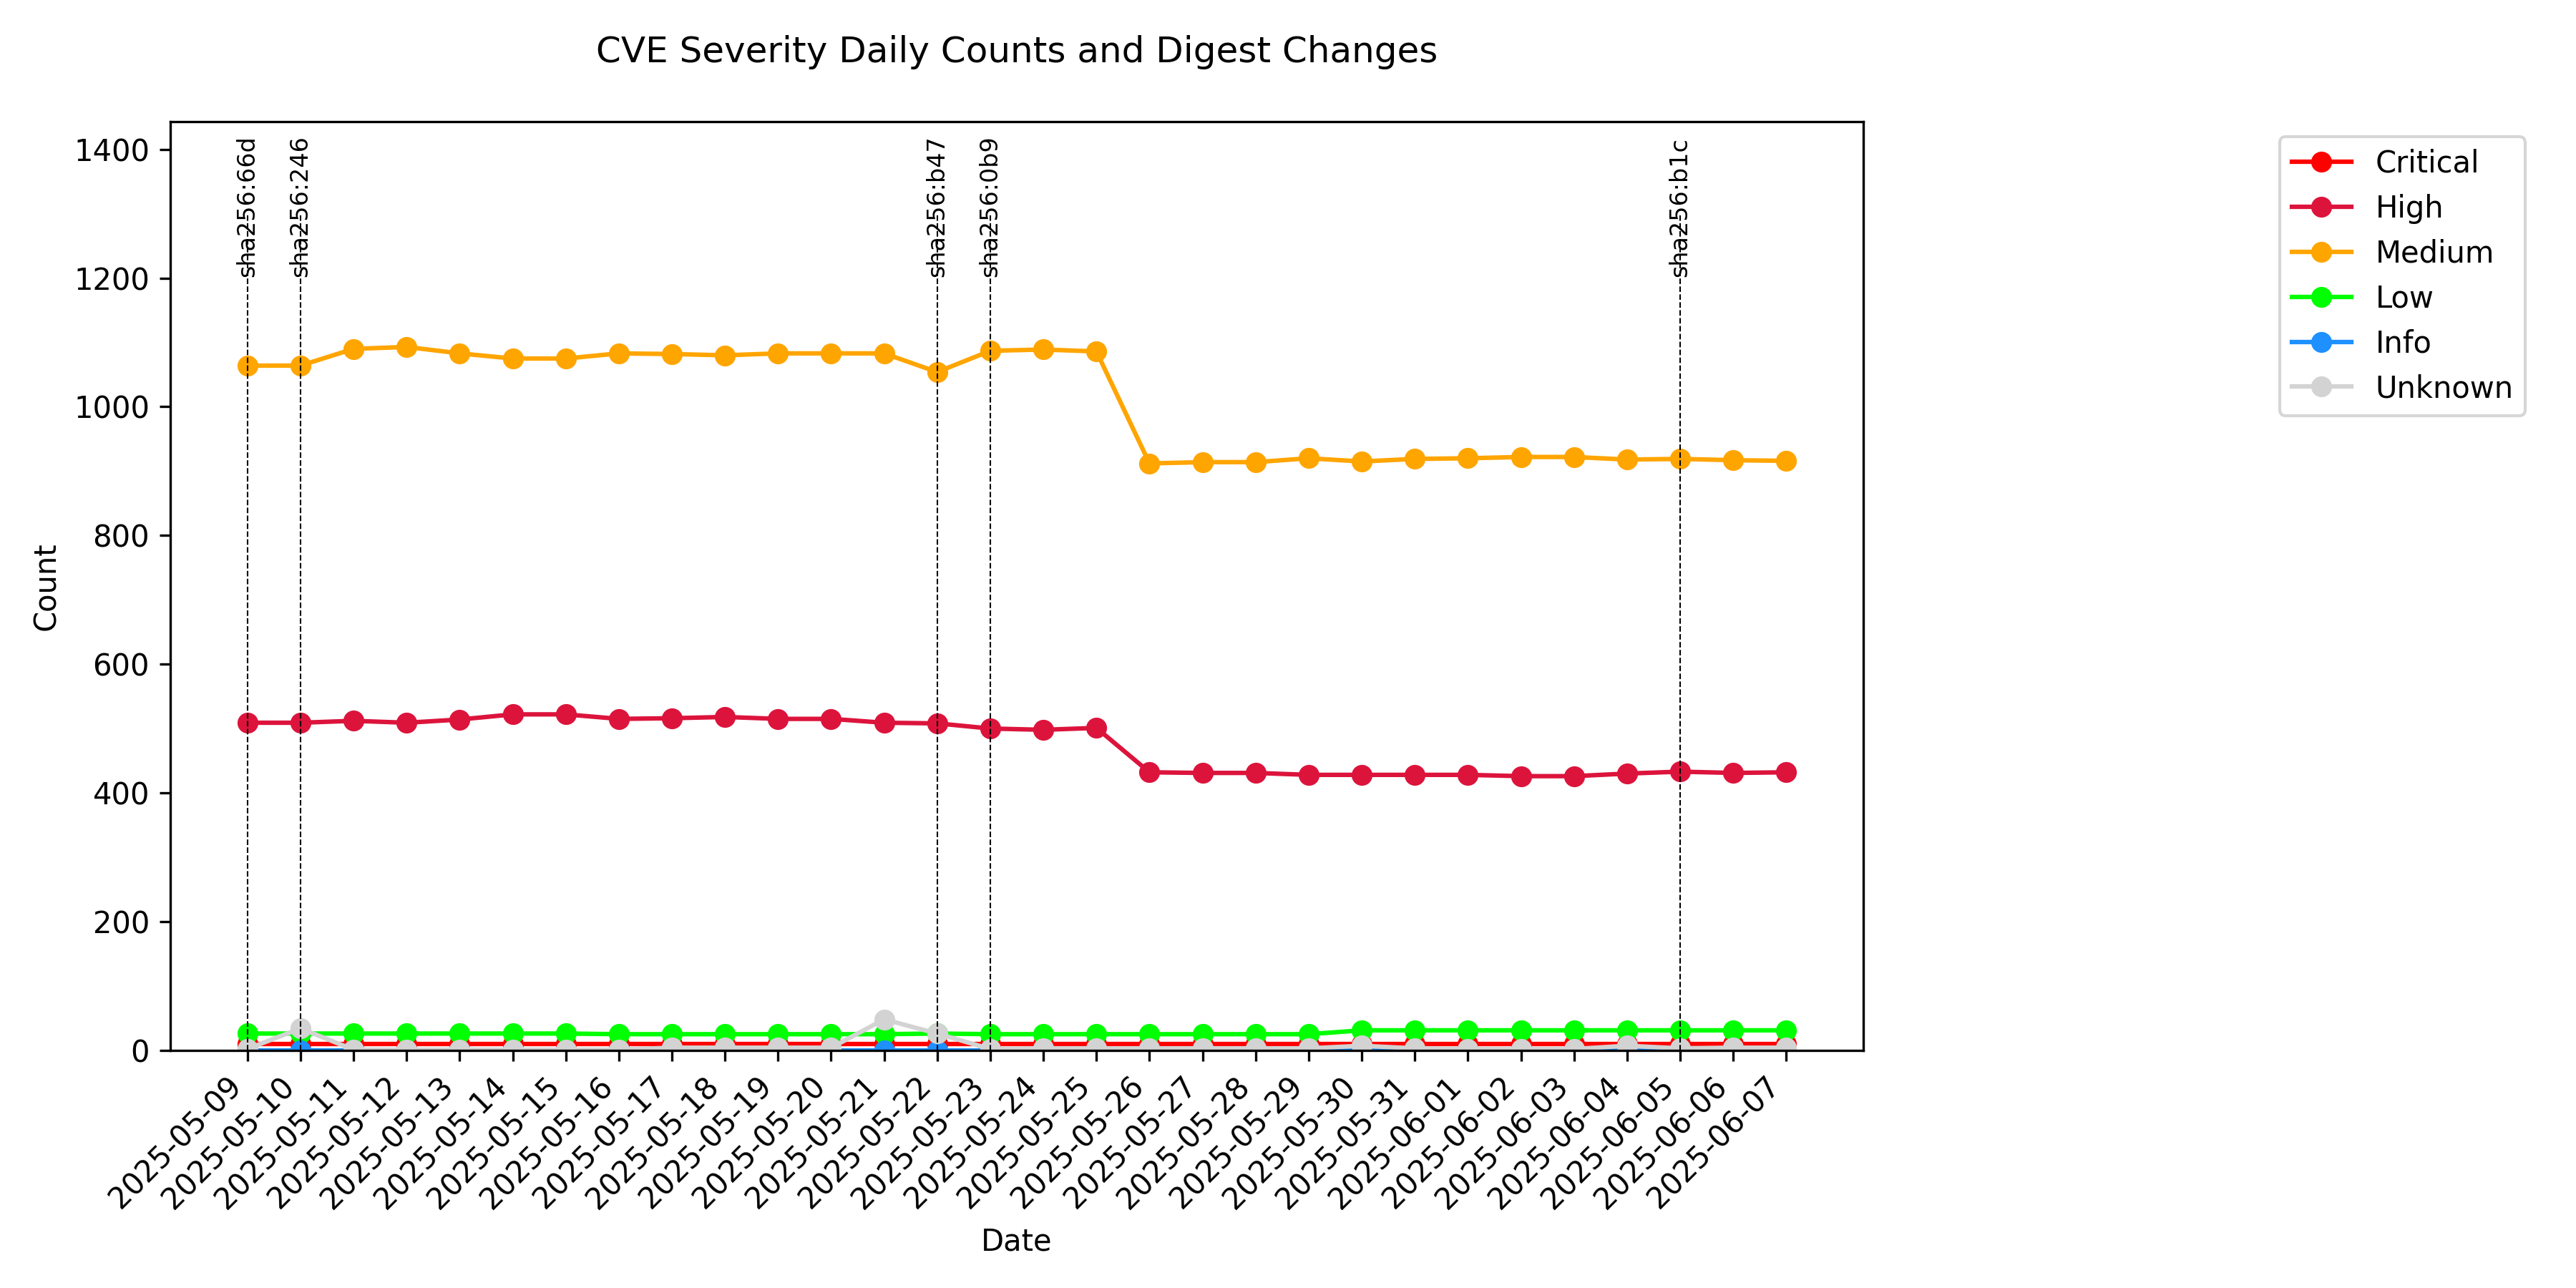 CVE Severity Daily Counts and Digest Changes
sha256:66d
sha256:246
sha256:b47
sha256:0b9
sha256:b1c
Critical
High
Medium
Low
Info
Unknown
Count
1400
1200
1000
800
600
400
200
0
2025-05-09
2025-05-10
2025-05-11
2025-05-12
2025-05-13
2025-05-14
2025-05-15
2025-05-16
2025-05-17
2025-05-18
2025-05-19
2025-05-20
2025-05-21
2025-05-22
2025-05-23
2025-05-24
2025-05-25
2025-05-26
2025-05-27
2025-05-28
2025-05-29
2025-05-30
2025-05-31
2025-06-01
2025-06-02
2025-06-03
2025-06-04
2025-06-05
2025-06-06
2025-06-07
Date